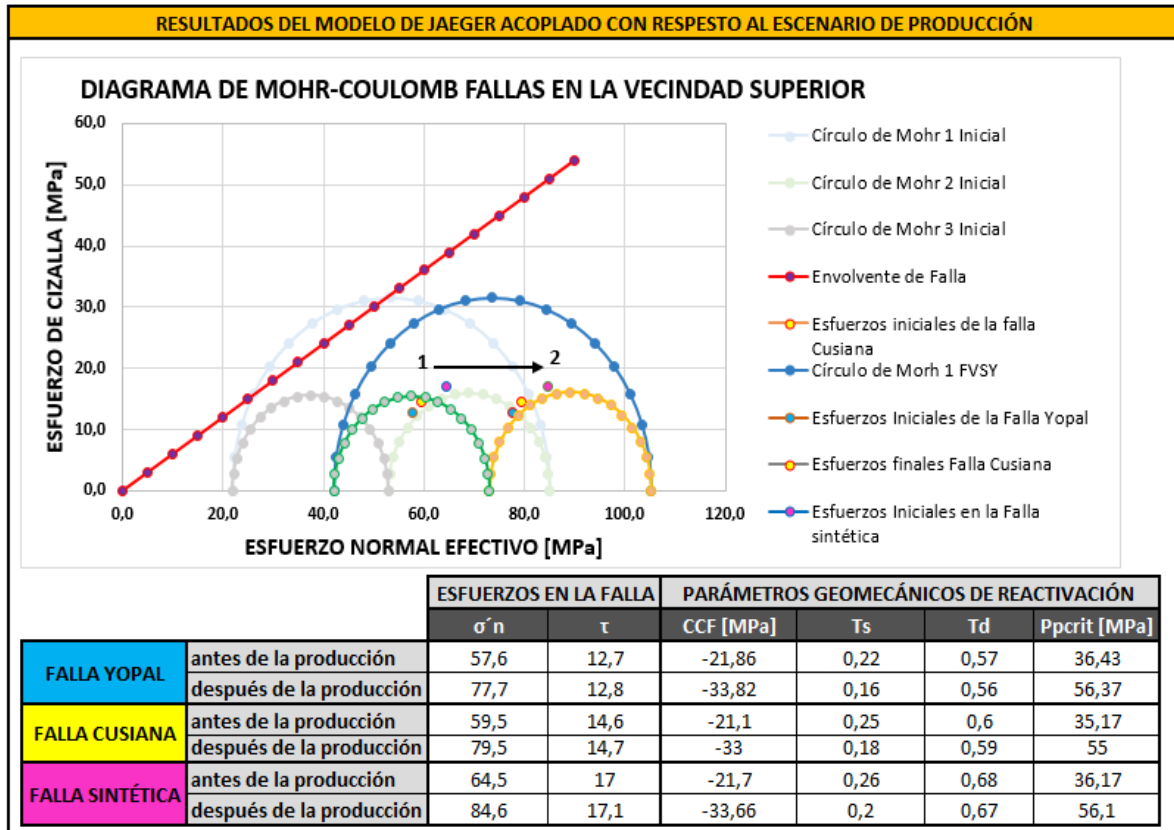 RESULTADOS DEL MODELO DE JAEGER ACOPLADO CON RESPECTO AL ESCENARIO DE PRODUCCIÓN
DIAGRAMA DE MOHR-COULOMB FALLAS EN LA VECINDAD SUPERIOR
ESFUERZO DE CIZALLA [MPa]
60,0
50,0
40,0
30,0
20,0
10,0
0,0
1
2
0,0 20,0 40,0 60,0 80,0 100,0 120,0
ESFUERZO NORMAL EFECTIVO [MPa]
Círculo de Mohr 1 Inicial
Círculo de Mohr 2 Inicial
Círculo de Mohr 3 Inicial
Envolvente de Falla
Esfuerzos iniciales de la falla
Cusiana
Círculo de Morh 1 FVSY
Esfuerzos Iniciales de la Falla Yopal
Esfuerzos finales Falla Cusiana
Esfuerzos Iniciales en la Falla
sintética
ESFUERZOS EN LA FALLA PARÁMETROS GEOMECÁNICOS DE REACTIVACIÓN
σ´n τ CCF [MPa] Ts Td Ppcrit [MPa]
FALLA YOPAL
antes de la producción 57,6 12,7 -21,86 0,22 0,57 36,43
después de la producción 77,7 12,8 -33,82 0,16 0,56 56,37
FALLA CUSIANA
antes de la producción 59,5 14,6 -21,1 0,25 0,6 35,17
después de la producción 79,5 14,7 -33 0,18 0,59 55
FALLA SINTÉTICA
antes de la producción 64,5 17 -21,7 0,26 0,68 36,17
después de la producción 84,6 17,1 -33,66 0,2 0,67 56,1